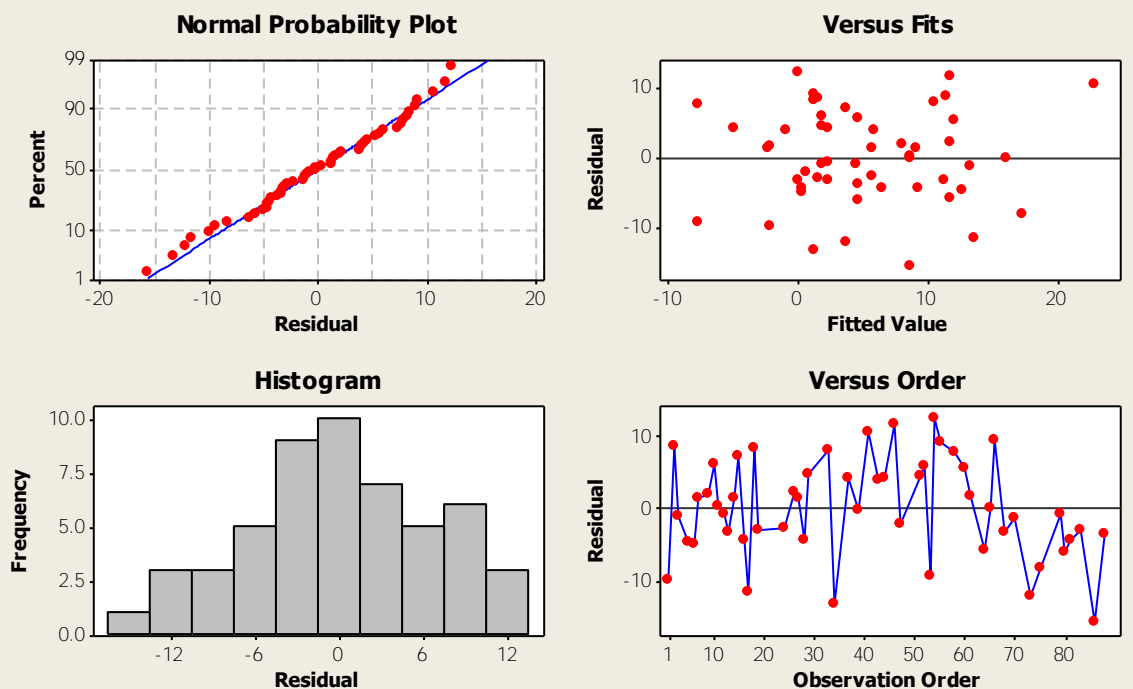 Normal Probability Plot
99
90
50
10
1
Percent
-20 -10 0 10 20
Residual
Versus Fits
10
0
-10
Residual
-10 0 10 20
Fitted Value
Histogram
10.0
7.5
5.0
2.5
0.0
Frequency
-12 -6 0 6 12
Residual
Versus Order
10
0
-10
Residual
1 10 20 30 40 50 60 70 80
Observation Order